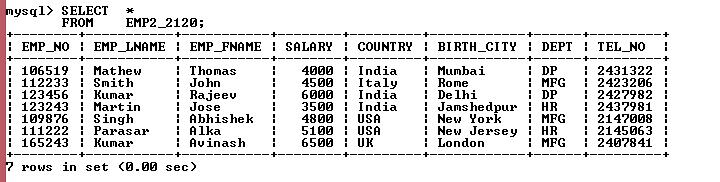 mysql> SELECT *
FROM EMP2_2120;
EMP_NO | EMP_LNAME | EMP_FNAME | SALARY | COUNTRY | BIRTH_CITY | DEPT | TEL_NO
106519 | Mathew | Thomas | 4000 | India | Mumbai | DP | 2431322
112233 | Smith | John | 4500 | Italy | Rome | MFG | 2423206
123456 | Kumar | Rajeev | 6000 | India | Delhi | DP | 2427982
123243 | Martin | Jose | 3500 | India | Jamshedpur | HR | 2437981
109876 | Singh | Abhishek | 4800 | USA | New York | MFG | 2147008
111222 | Parasar | Alka | 5100 | USA | New Jersey | HR | 2145063
165243 | Kumar | Avinash | 6500 | UK | London | MFG | 2407841
7 rows in set (0.00 sec)